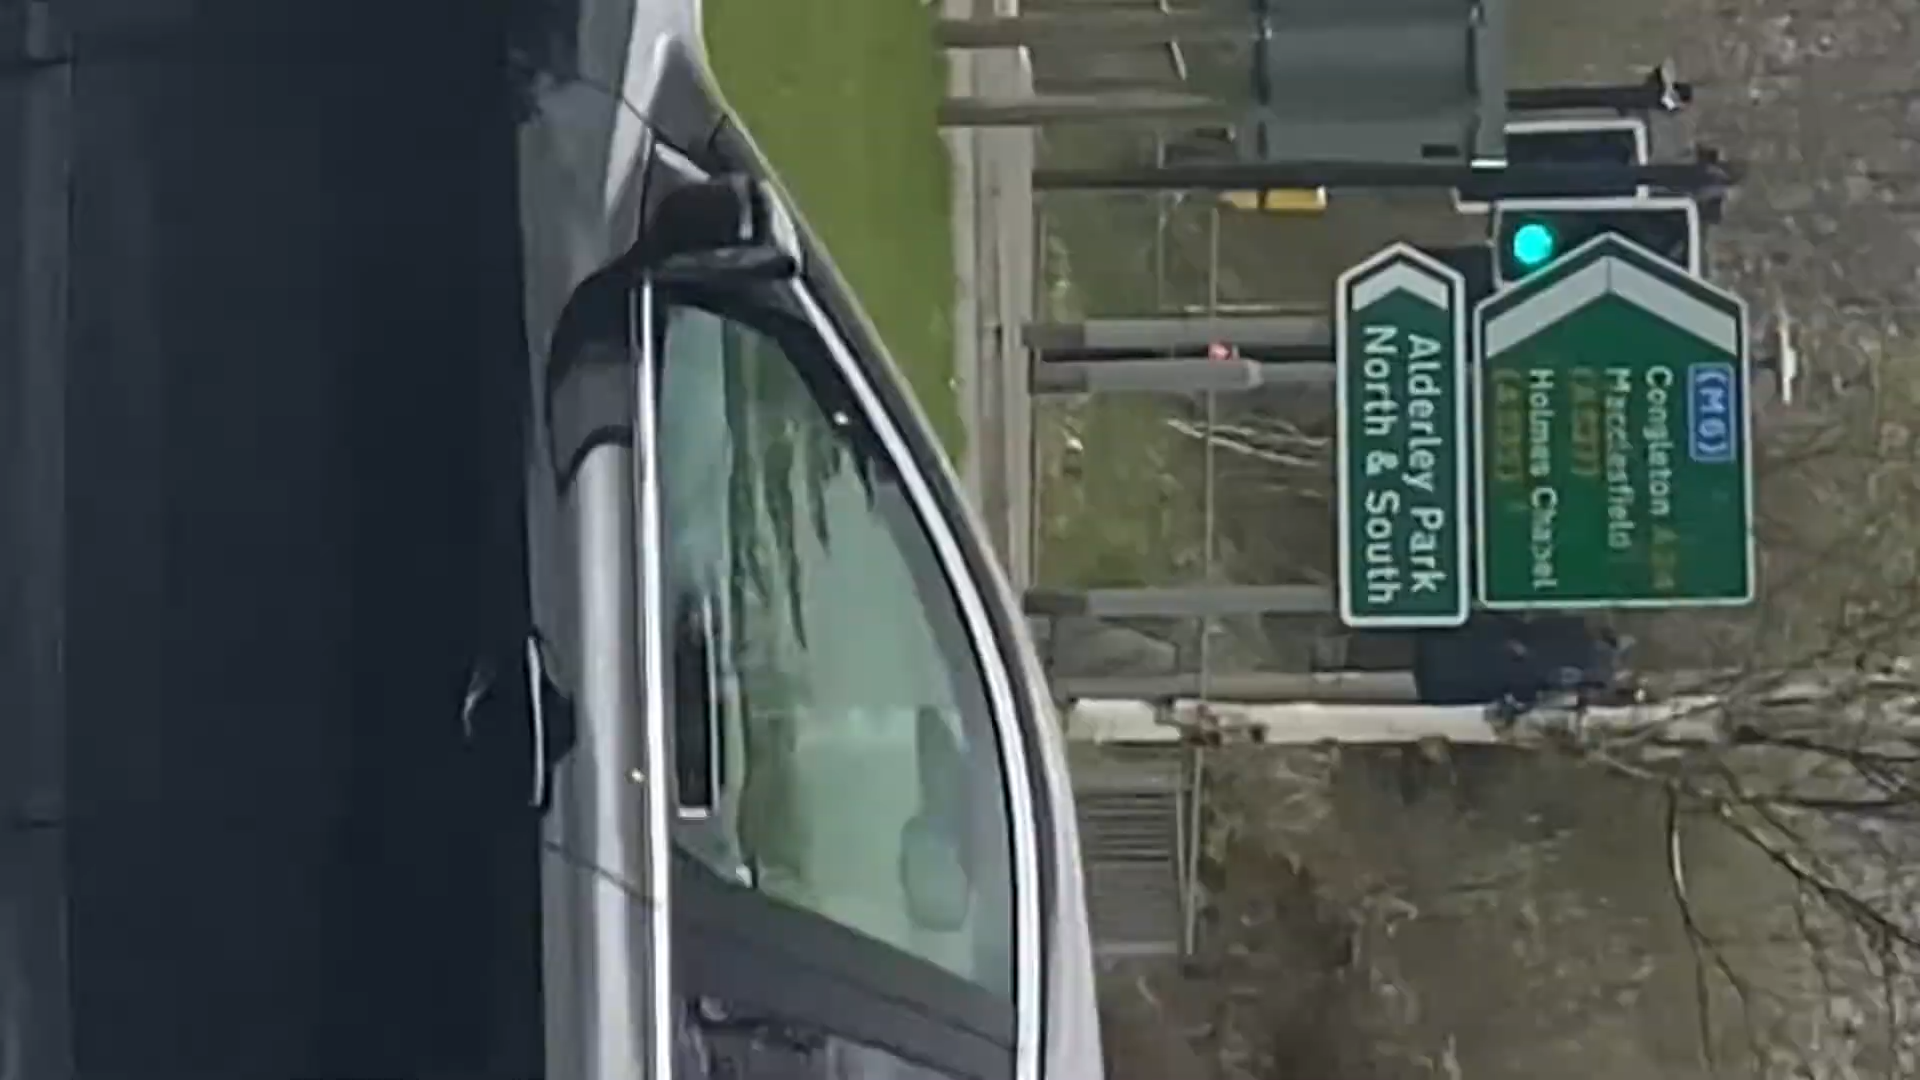 (M6)
Congleton A34
Macclesfield
(A537)
Holmes Chapel
(A535)
Alderley Park
North & South